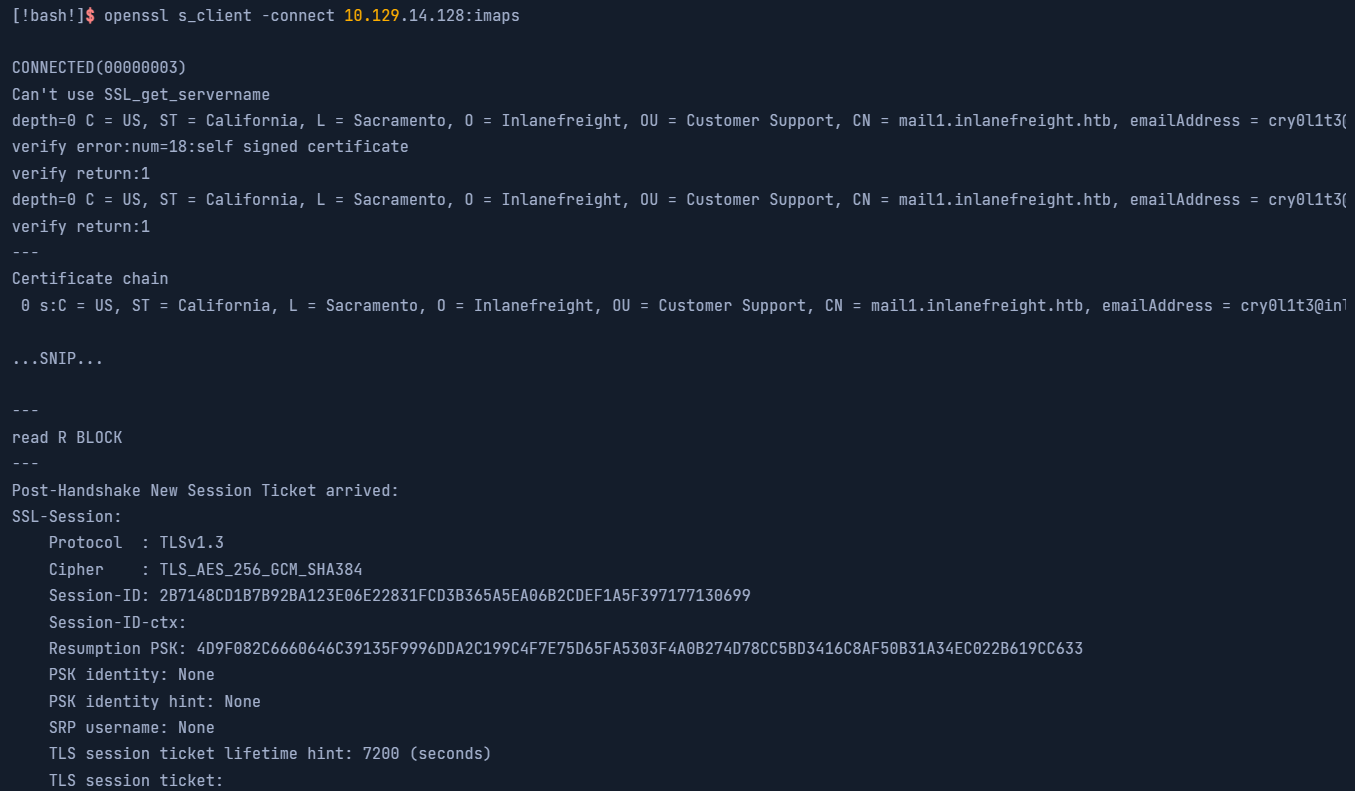 [!bash!]$ openssl s_client -connect 10.129.14.128:imaps
CONNECTED(00000003)
Can't use SSL_get_servername
depth=0 C = US, ST = California, L = Sacramento, O = Inlanefreight, OU = Customer Support, CN = mail1.inlanefreight.htb, emailAddress = cry0l1t3@
verify error:num=18:self signed certificate
verify return:1
depth=0 C = US, ST = California, L = Sacramento, O = Inlanefreight, OU = Customer Support, CN = mail1.inlanefreight.htb, emailAddress = cry0l1t3@
verify return:1
---
Certificate chain
 0 s:C = US, ST = California, L = Sacramento, O = Inlanefreight, OU = Customer Support, CN = mail1.inlanefreight.htb, emailAddress = cry0l1t3@inl
...SNIP...
---
read R BLOCK
---
Post-Handshake New Session Ticket arrived:
SSL-Session:
    Protocol  : TLSv1.3
    Cipher    : TLS_AES_256_GCM_SHA384
    Session-ID: 2B7148CD1B7B92BA123E06E22831FCD3B365A5EA06B2CDEF1A5F397177130699
    Session-ID-ctx:
    Resumption PSK: 4D9F082C6660646C39135F9996DDA2C199C4F7E75D65FA5303F4A0B274D78CC5BD3416C8AF50B31A34EC022B619CC633
    PSK identity: None
    PSK identity hint: None
    SRP username: None
    TLS session ticket lifetime hint: 7200 (seconds)
    TLS session ticket: